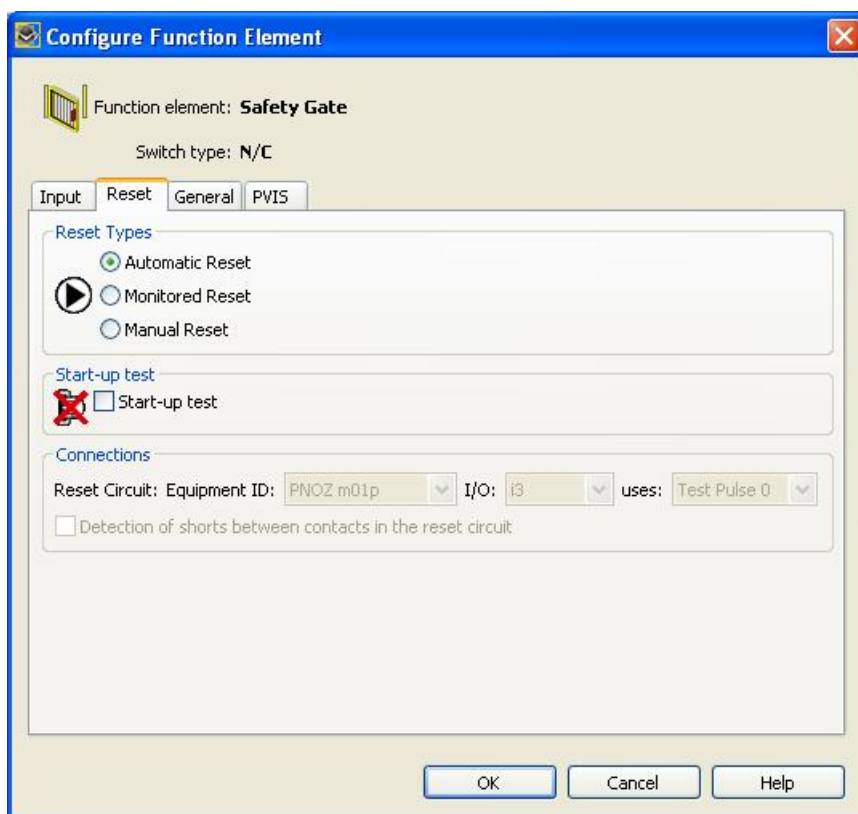 Configure Function Element
Function element: Safety Gate
Switch type: N/C
Input Reset General PVIS
Reset Types
Automatic Reset
Monitored Reset
Manual Reset
Start-up test
Start-up test
Connections
Reset Circuit: Equipment ID: PNOZ m01p I/O: i3 uses: Test Pulse 0
Detection of shorts between contacts in the reset circuit
OK Cancel Help